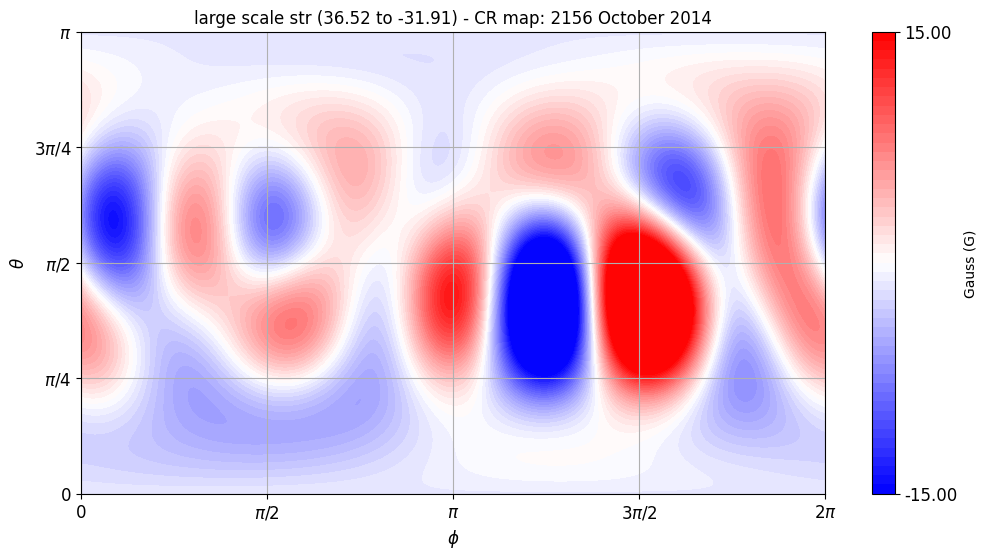 large scale str (36.52 to -31.91) - CR map: 2156 October 2014
π
3π/4
π/2
π/4
0
θ
0
π/2
π
3π/2
2π
ϕ
15.00
-15.00
Gauss (G)